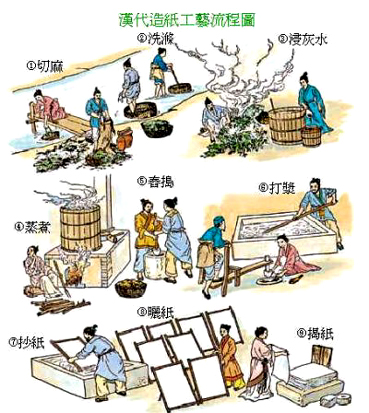 漢代造紙工藝流程圖
①切麻
②洗滌
③浸灰水
④蒸煮
⑤舂搗
⑥打漿
⑦抄紙
⑧曬紙
⑨揭紙